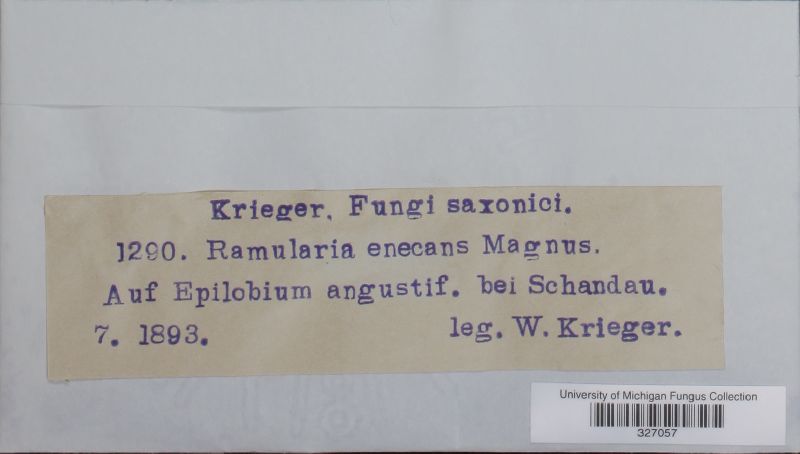 Krieger, Fungi saxonici.
1290. Ramularia enecans Magnus.
Auf Epilobium angustif. bei Schandau.
7. 1893. leg. W. Krieger.
University of Michigan Fungus Collection
327057